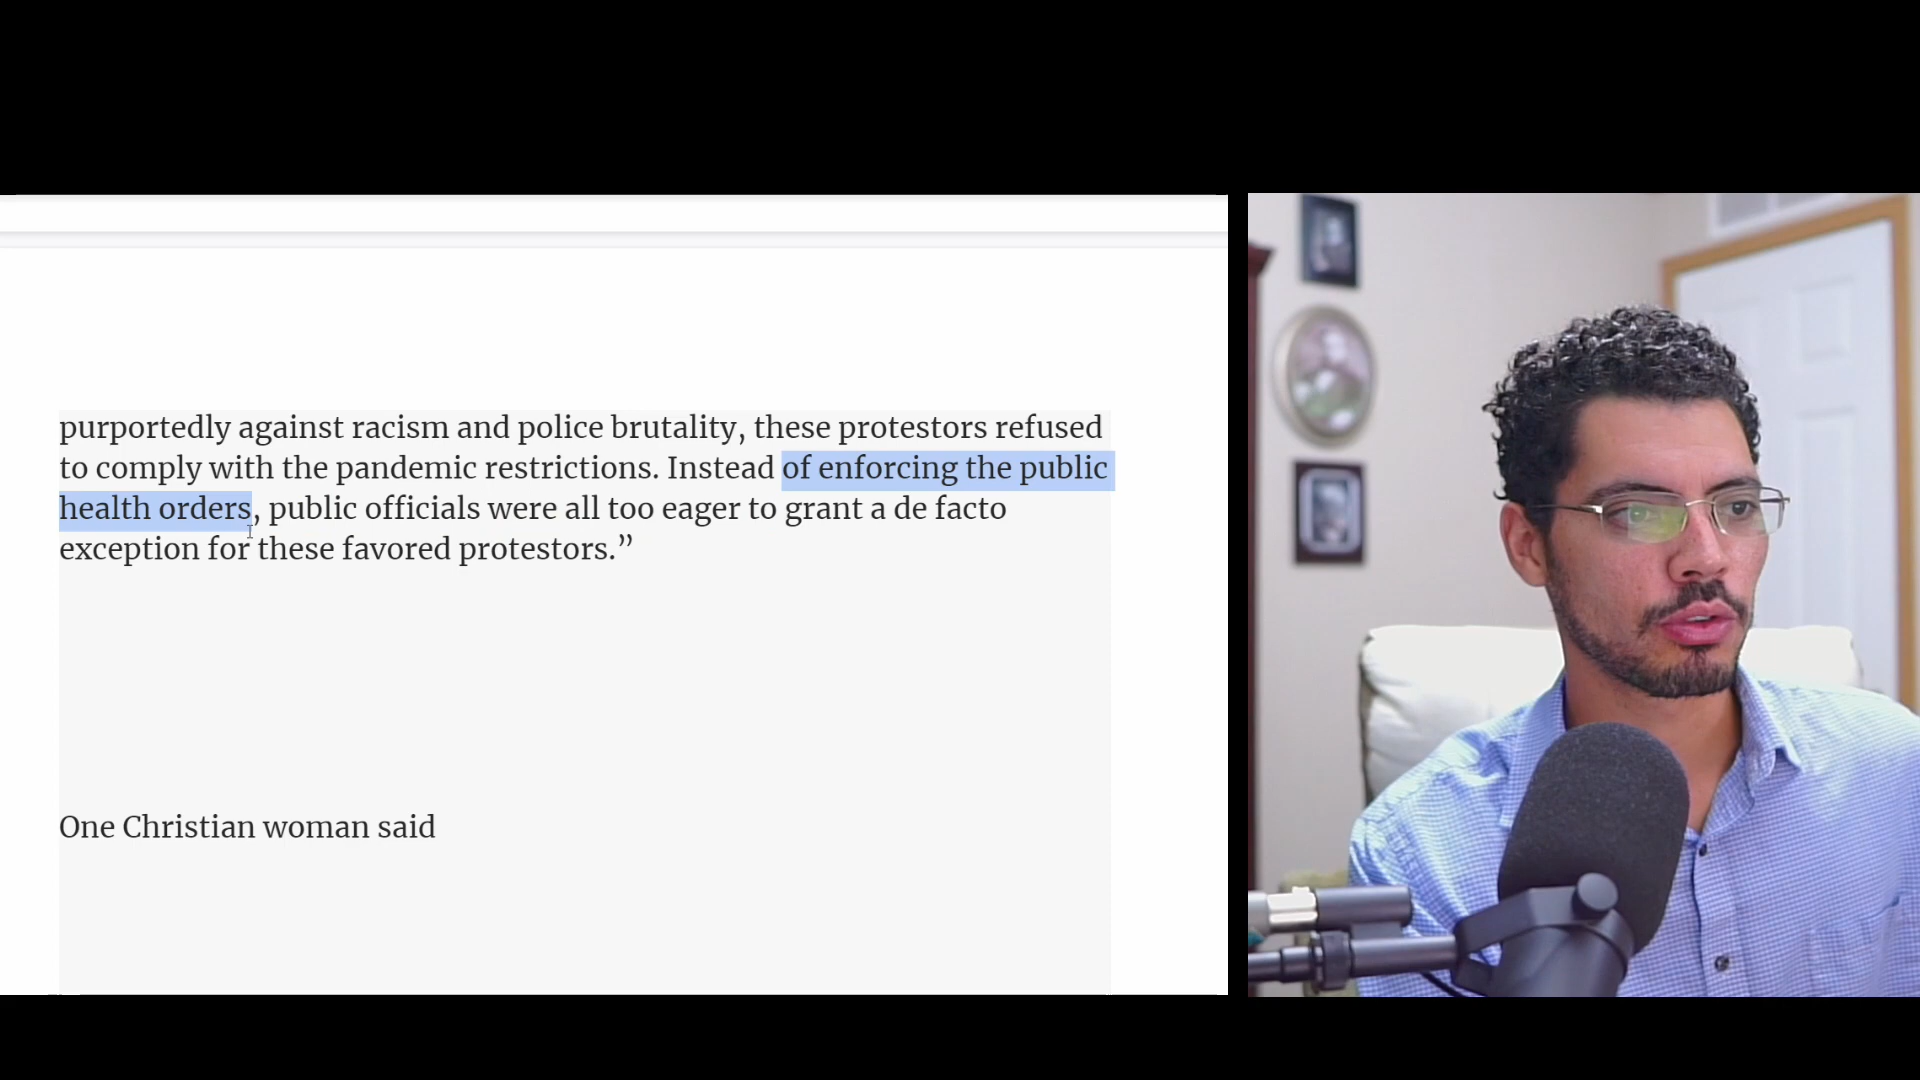 purportedly against racism and police brutality, these protestors refused
to comply with the pandemic restrictions. Instead of enforcing the public
health orders, public officials were all too eager to grant a de facto
exception for these favored protestors.”
One Christian woman said